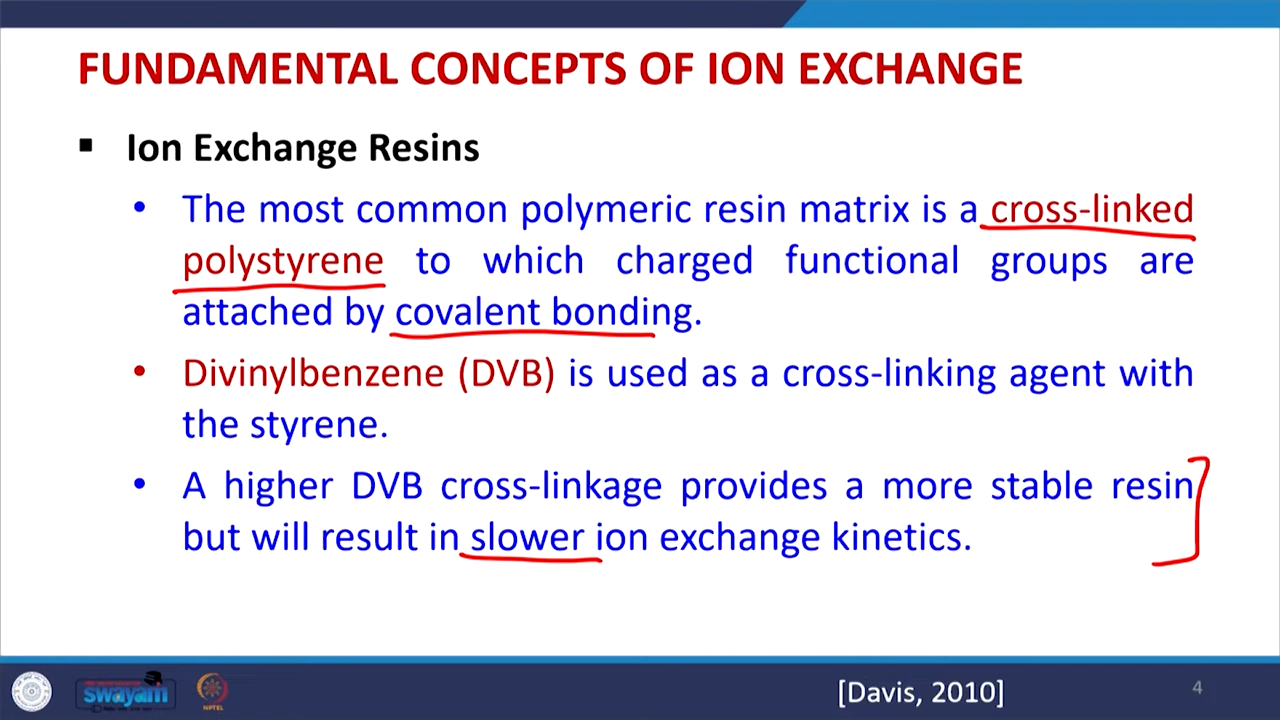 FUNDAMENTAL CONCEPTS OF ION EXCHANGE
▪ Ion Exchange Resins
• The most common polymeric resin matrix is a cross-linked
polystyrene to which charged functional groups are
attached by covalent bonding.
• Divinylbenzene (DVB) is used as a cross-linking agent with
the styrene.
• A higher DVB cross-linkage provides a more stable resin
but will result in slower ion exchange kinetics.
swayam
NPTEL
[Davis, 2010]
4